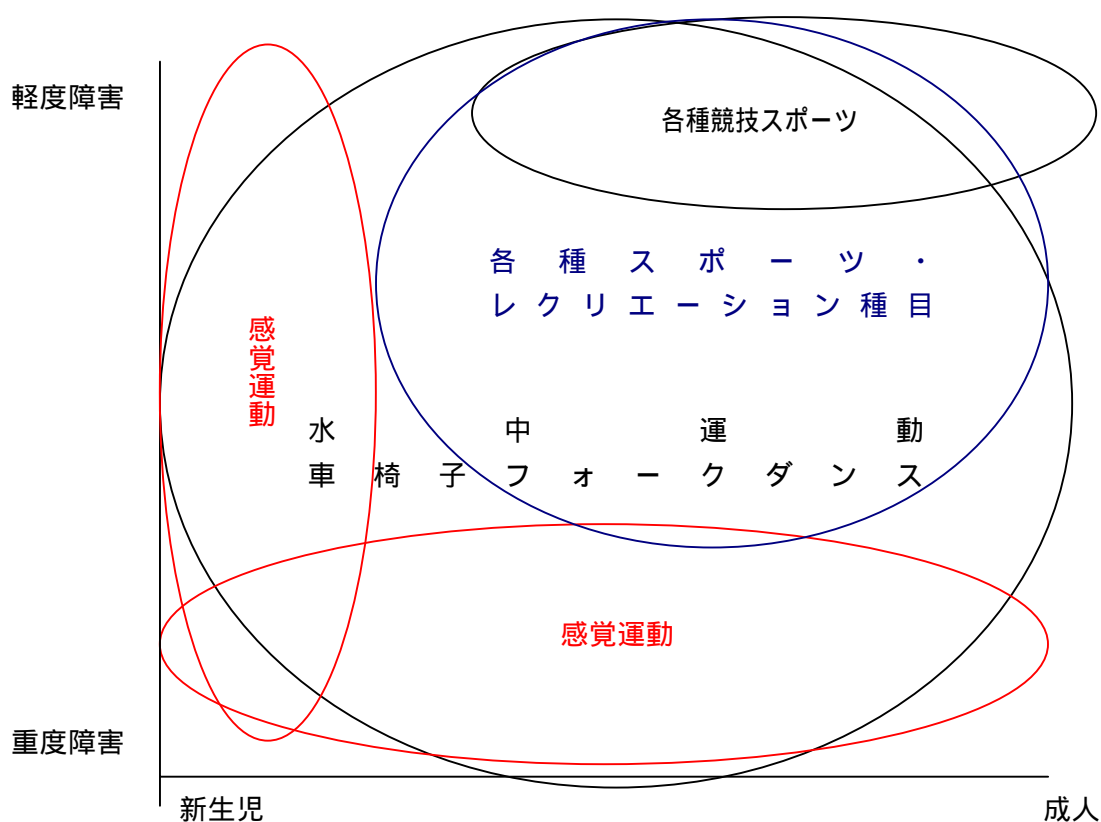 軽度障害
各種競技スポーツ
各種スポーツ・
レクリエーション種目
感覚運動
水中運動
車椅子フォークダンス
感覚運動
重度障害
新生児
成人